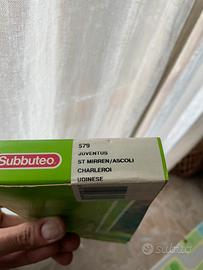 Subbuteo
579
JUVENTUS
ST MIRREN/ASCOLI
CHARLEROI
UDINESE
subito